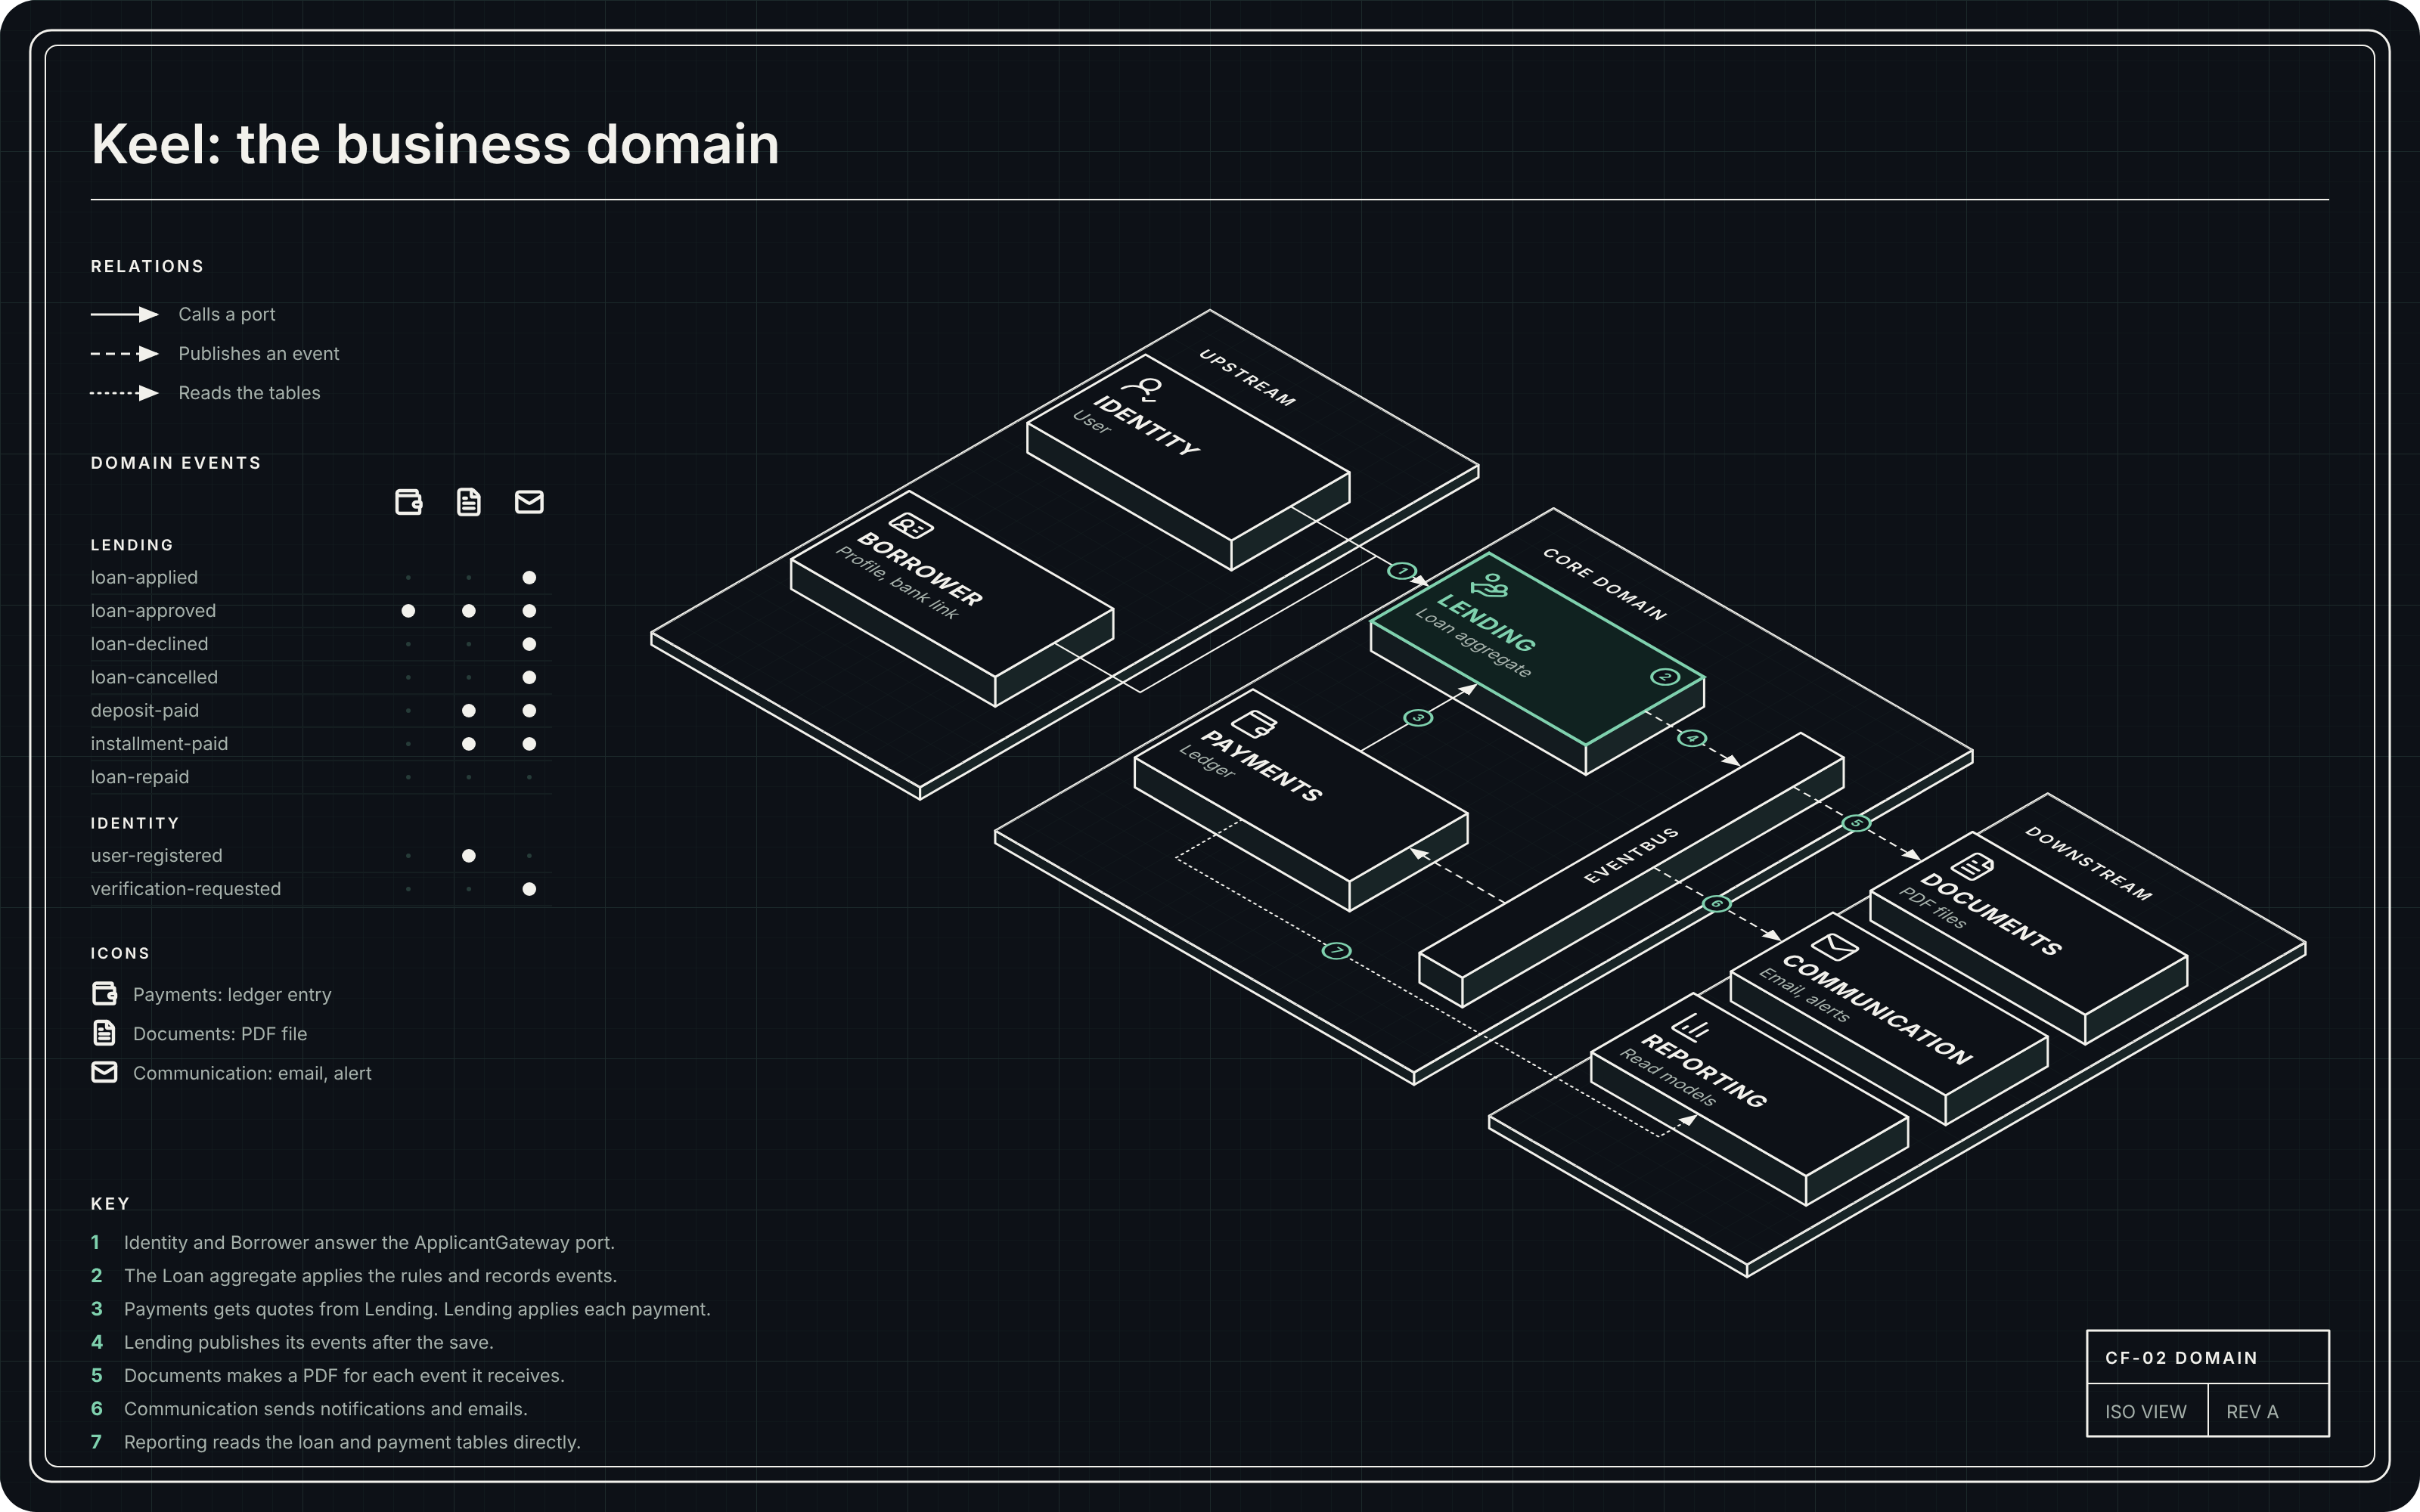 Keel: the business domain
RELATIONS
Calls a port
Publishes an event
Reads the tables
DOMAIN EVENTS
LENDING
loan-applied
loan-approved
loan-declined
loan-cancelled
deposit-paid
installment-paid
loan-repaid
IDENTITY
user-registered
verification-requested
ICONS
Payments: ledger entry
Documents: PDF file
Communication: email, alert
KEY
1 Identity and Borrower answer the ApplicantGateway port.
2 The Loan aggregate applies the rules and records events.
3 Payments gets quotes from Lending. Lending applies each payment.
4 Lending publishes its events after the save.
5 Documents makes a PDF for each event it receives.
6 Communication sends notifications and emails.
7 Reporting reads the loan and payment tables directly.
UPSTREAM
IDENTITY
User
BORROWER
Profile, bank link
1
CORE DOMAIN
LENDING
Loan aggregate
2
3
4
PAYMENTS
Ledger
EVENTBUS
5
6
7
DOWNSTREAM
DOCUMENTS
PDF files
COMMUNICATION
Email, alerts
REPORTING
Read models
CF-02 DOMAIN
ISO VIEW
REV A